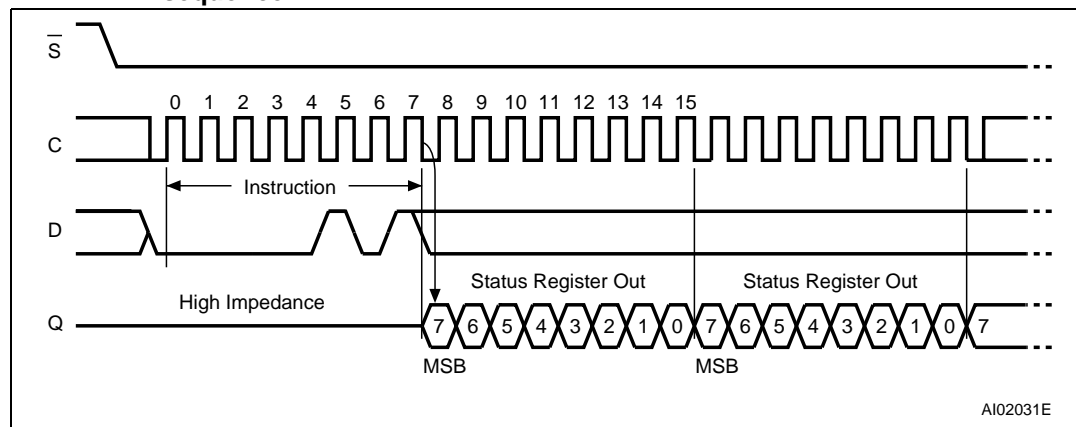 S
0 1 2 3 4 5 6 7 8 9 10 11 12 13 14 15
C
Instruction
D
Status Register Out Status Register Out
High Impedance
Q 7 6 5 4 3 2 1 0 7 6 5 4 3 2 1 0 7
MSB MSB
AI02031E